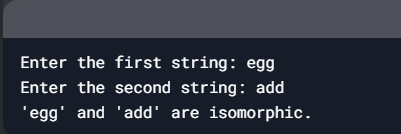 Enter the first string: egg
Enter the second string: add
'egg' and 'add' are isomorphic.